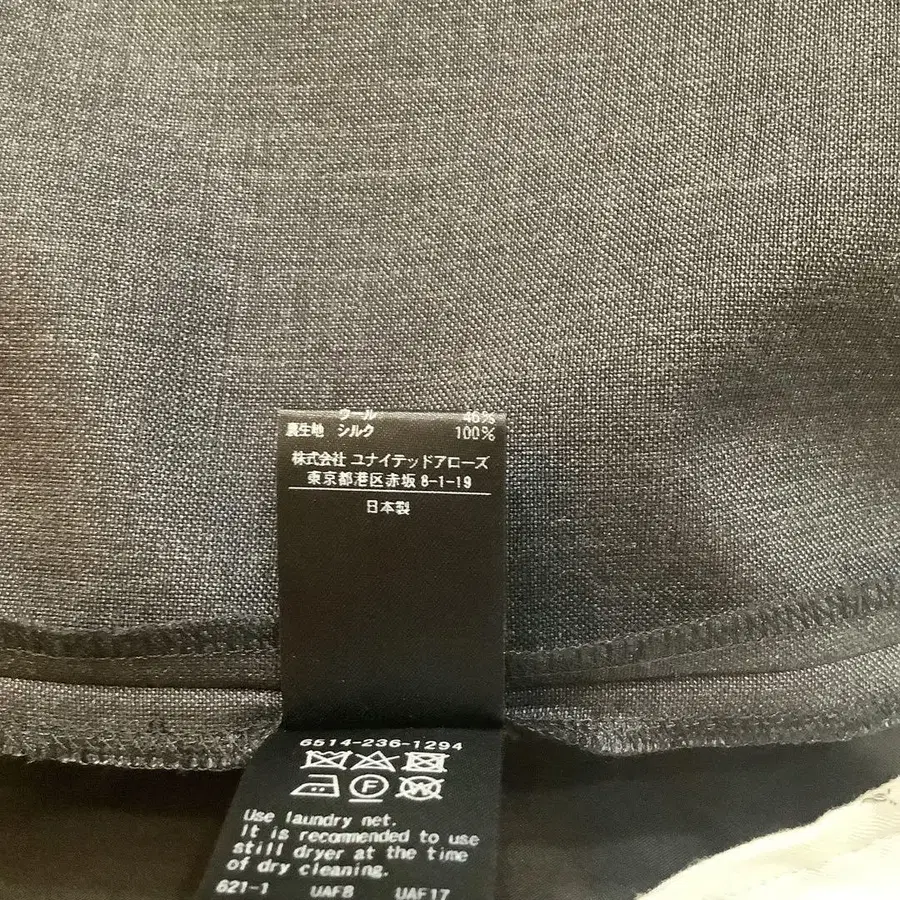 ウール 46%
裏生地 シルク 100%
株式会社 ユナイテッドアローズ
東京都港区赤坂 8-1-19
日本製
6514-236-1294
Use laundry net.
It is recommended to use
still dryer at the time
of dry cleaning.
621-1 UAF8 UAF17